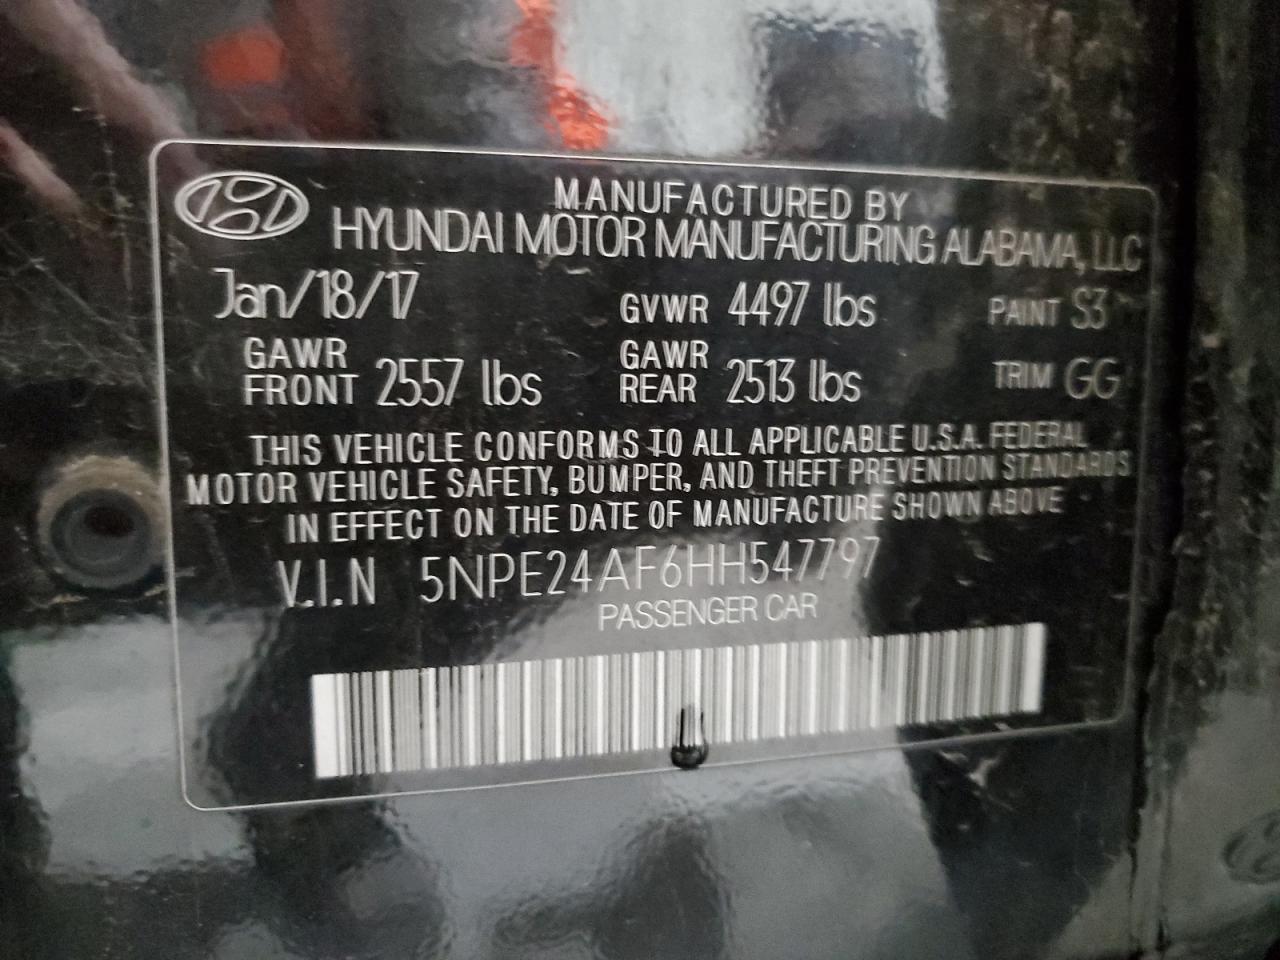 MANUFACTURED BY
HYUNDAI MOTOR MANUFACTURING ALABAMA, LLC
Jan/18/17 GVWR 4497 lbs PAINT S3
GAWR FRONT 2557 lbs GAWR REAR 2513 lbs TRIM GG
THIS VEHICLE CONFORMS TO ALL APPLICABLE U.S.A. FEDERAL
MOTOR VEHICLE SAFETY, BUMPER, AND THEFT PREVENTION STANDARDS
IN EFFECT ON THE DATE OF MANUFACTURE SHOWN ABOVE
V.I.N 5NPE24AF6HH547797
PASSENGER CAR